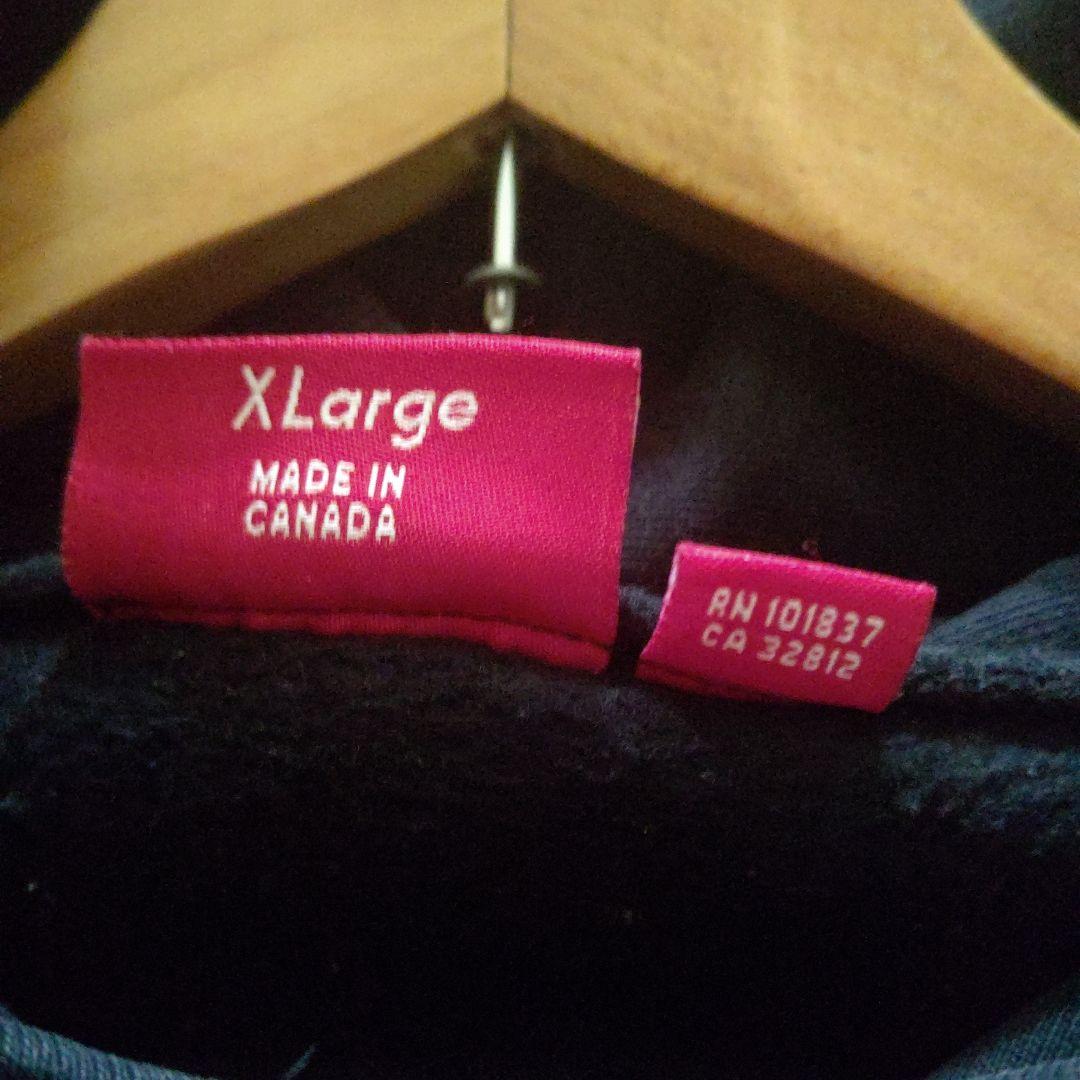 XLarge
MADE IN
CANADA
RN 101837
CA 32812